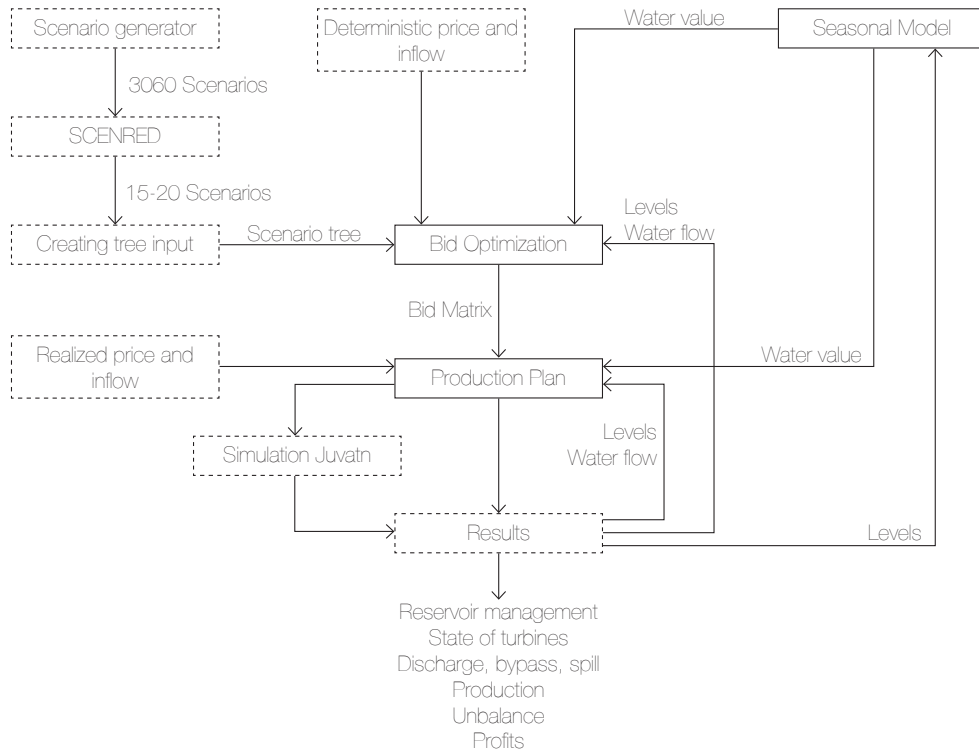 Scenario generator
Deterministic price and
inflow
Water value
Seasonal Model
3060 Scenarios
SCENRED
15-20 Scenarios
Creating tree input
Scenario tree
Bid Optimization
Levels
Water flow
Bid Matrix
Realized price and
inflow
Production Plan
Water value
Simulation Juvatn
Levels
Water flow
Results
Levels
Reservoir management
State of turbines
Discharge, bypass, spill
Production
Unbalance
Profits